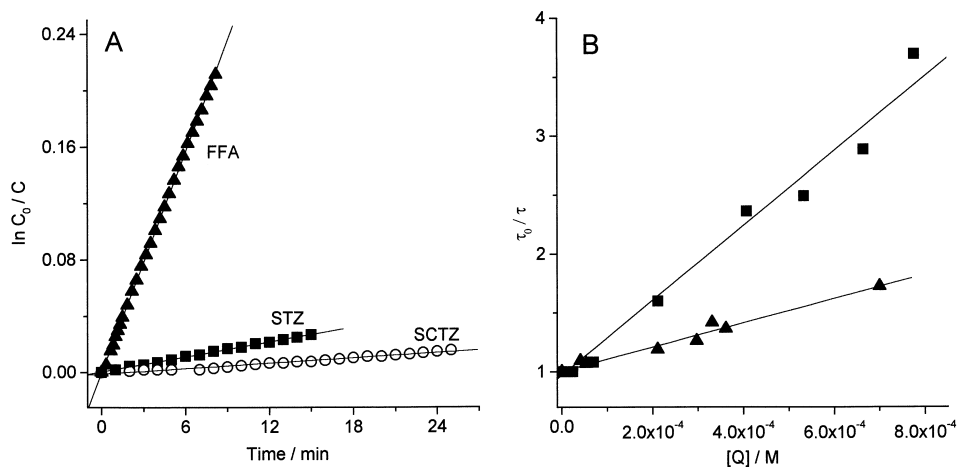 A
0.24
0.16
0.08
0.00
ln C₀ / C
FFA
STZ
SCTZ
0 6 12 18 24
Time / min
B
4
3
2
1
τ₀ / τ
0.0 2.0x10⁻⁴ 4.0x10⁻⁴ 6.0x10⁻⁴ 8.0x10⁻⁴
[Q] / M